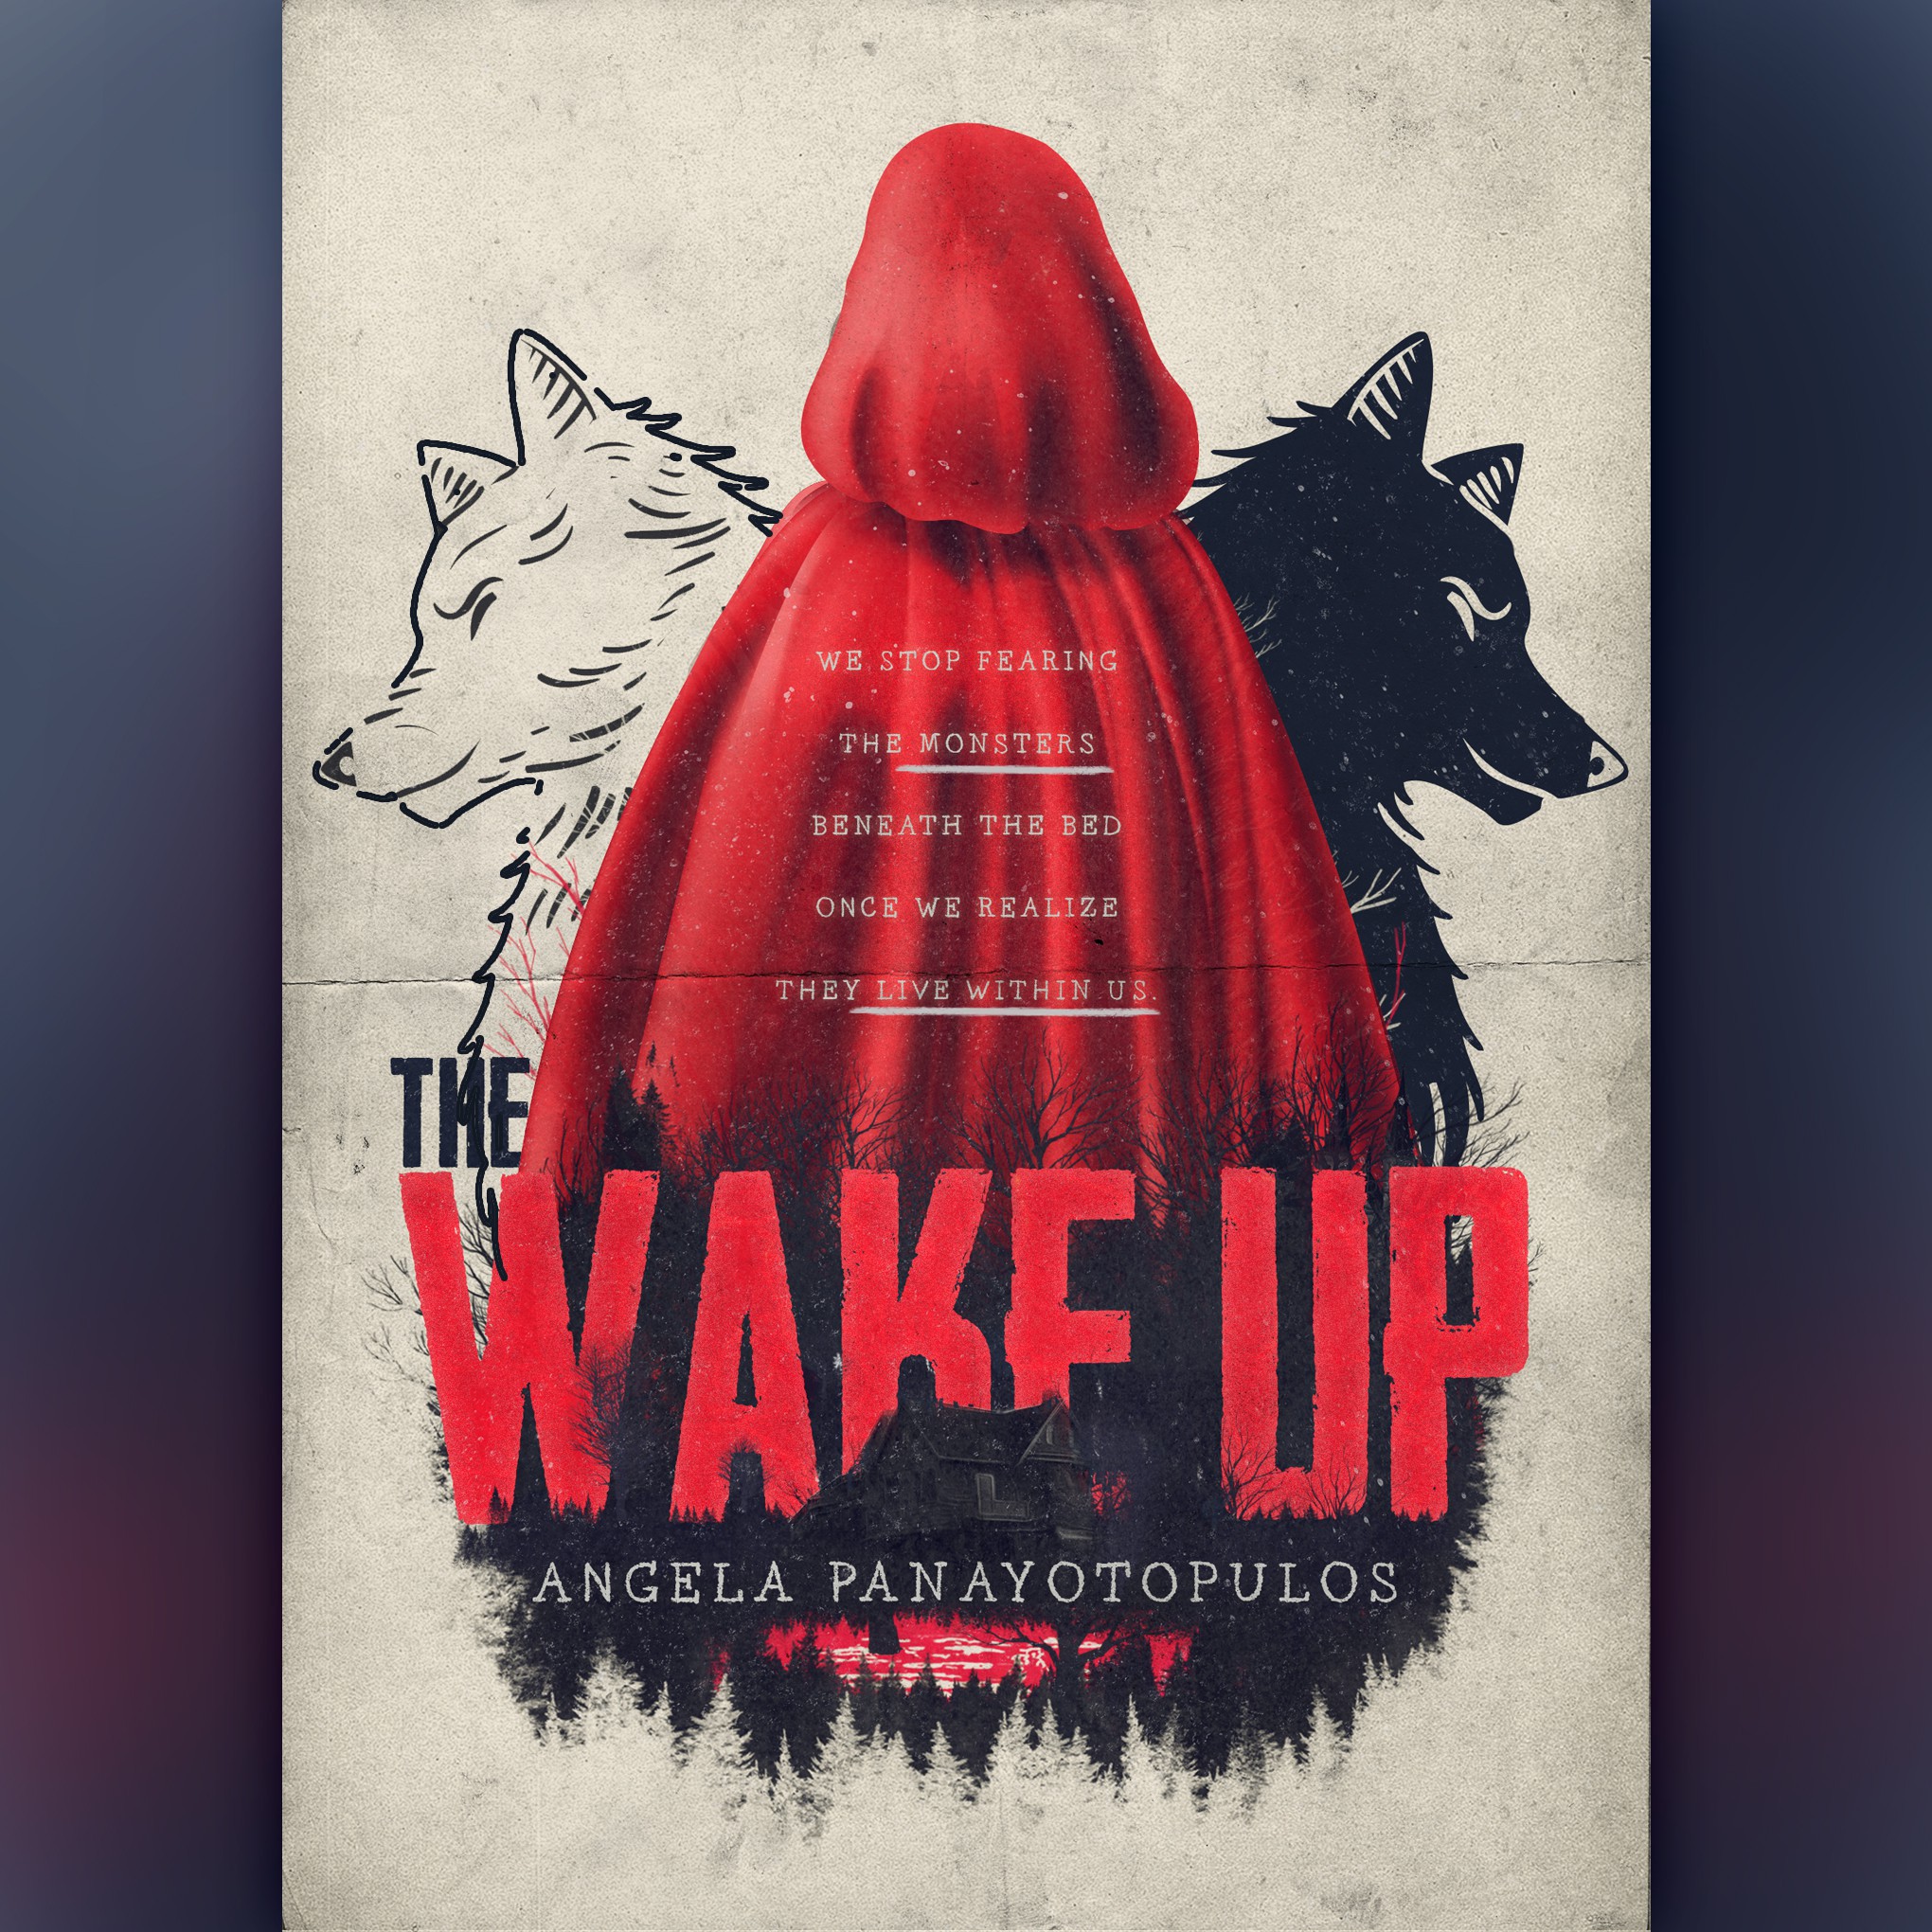 WE STOP FEARING
THE MONSTERS
BENEATH THE BED
ONCE WE REALIZE
THEY LIVE WITHIN US.
THE
WAKE UP
ANGELA PANAYOTOPULOS